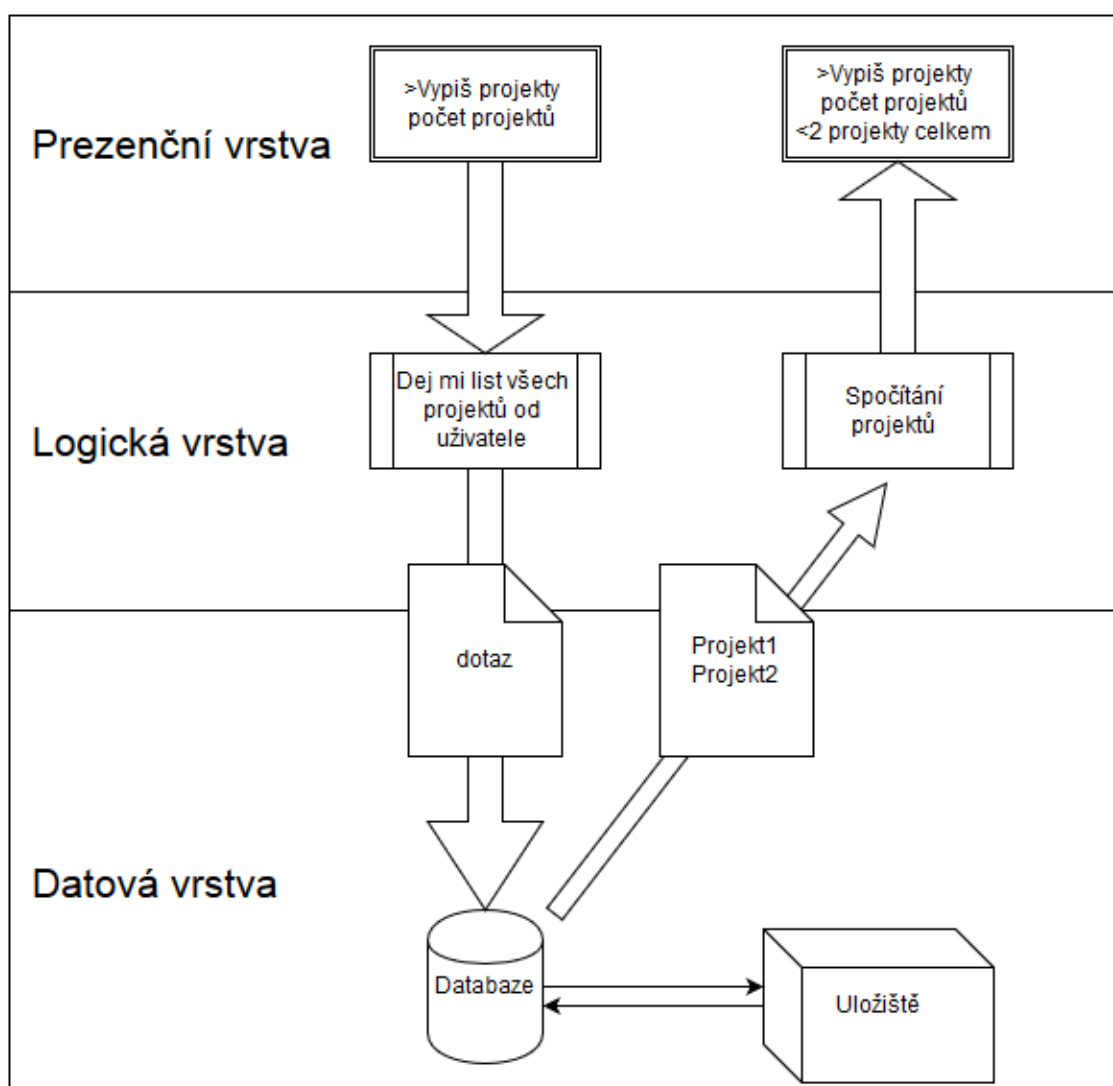 Prezenční vrstva
>Vypiš projekty
počet projektů
>Vypiš projekty
počet projektů
<2 projekty celkem
Logická vrstva
Dej mi list všech
projektů od
uživatele
Spočítání
projektů
dotaz
Projekt1
Projekt2
Datová vrstva
Databaze
Uložiště